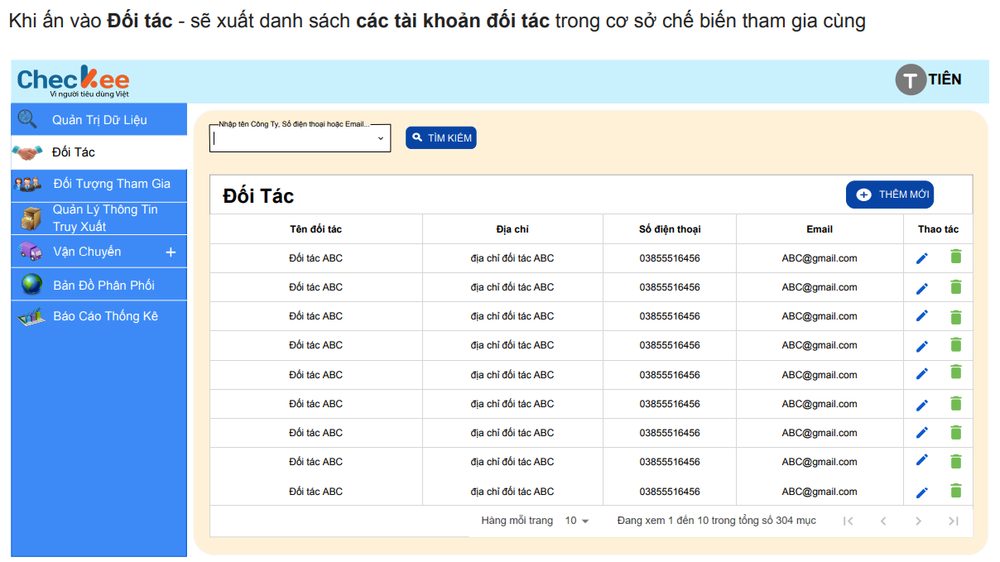 Khi ấn vào Đối tác - sẽ xuất danh sách các tài khoản đối tác trong cơ sở chế biến tham gia cùng
Checkee
Vì người tiêu dùng Việt
T TIÊN
Quản Trị Dữ Liệu
Đối Tác
Đối Tượng Tham Gia
Quản Lý Thông Tin
Truy Xuất
Vận Chuyển +
Bản Đồ Phân Phối
Báo Cáo Thống Kê
Nhập tên Công Ty, Số điện thoại hoặc Email...
TÌM KIẾM
Đối Tác
THÊM MỚI
Tên đối tác Địa chỉ Số điện thoại Email Thao tác
Đối tác ABC địa chỉ đối tác ABC 03855516456 ABC@gmail.com
Đối tác ABC địa chỉ đối tác ABC 03855516456 ABC@gmail.com
Đối tác ABC địa chỉ đối tác ABC 03855516456 ABC@gmail.com
Đối tác ABC địa chỉ đối tác ABC 03855516456 ABC@gmail.com
Đối tác ABC địa chỉ đối tác ABC 03855516456 ABC@gmail.com
Đối tác ABC địa chỉ đối tác ABC 03855516456 ABC@gmail.com
Đối tác ABC địa chỉ đối tác ABC 03855516456 ABC@gmail.com
Đối tác ABC địa chỉ đối tác ABC 03855516456 ABC@gmail.com
Đối tác ABC địa chỉ đối tác ABC 03855516456 ABC@gmail.com
Hàng mỗi trang 10 Đang xem 1 đến 10 trong tổng số 304 mục